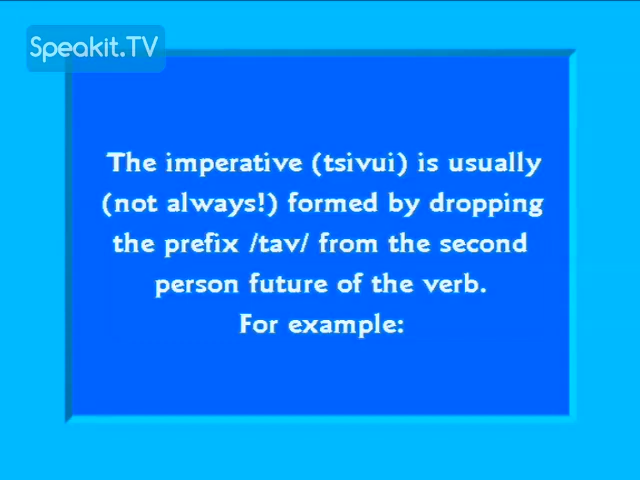 Speakit.TV
The imperative (tsivui) is usually
(not always!) formed by dropping
the prefix /tav/ from the second
person future of the verb.
For example: